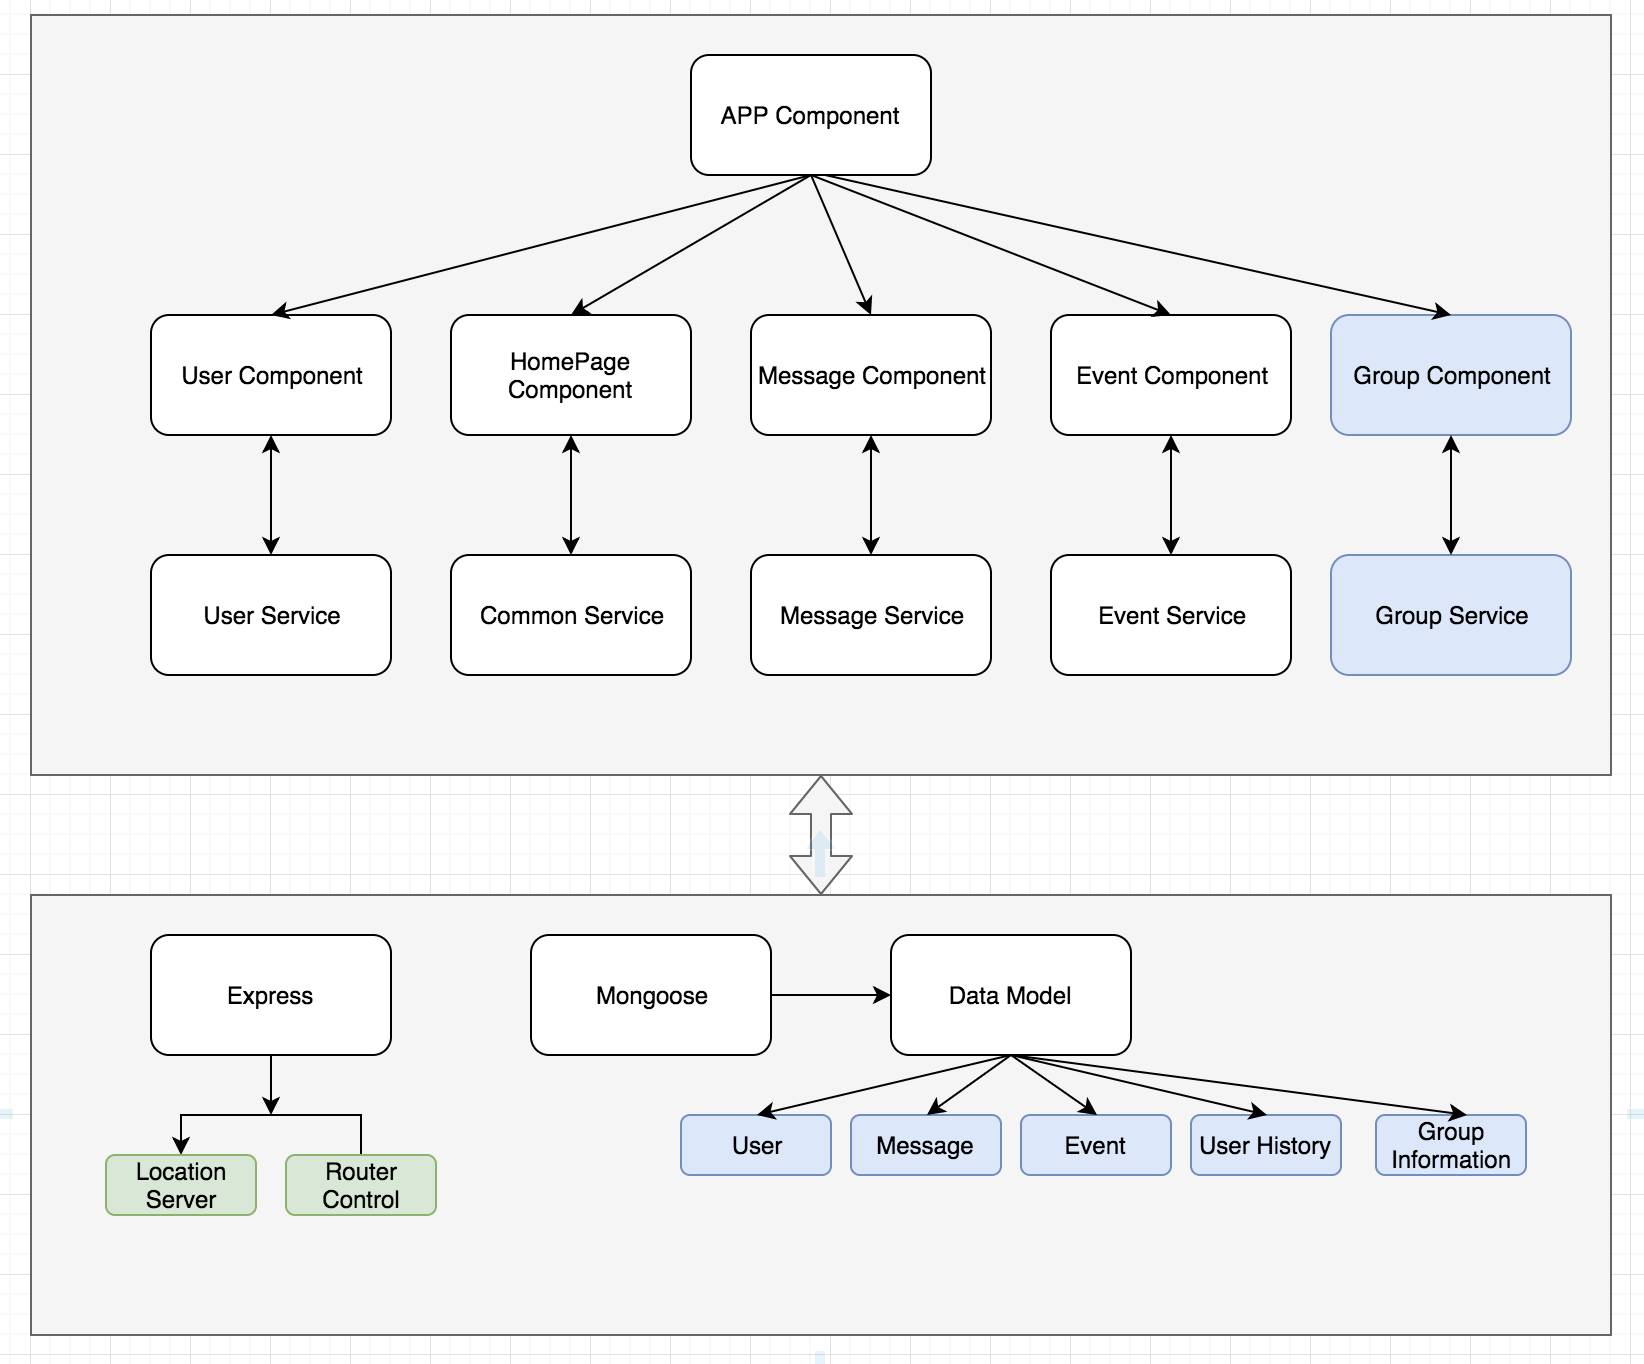 APP Component
User Component
HomePage
Component
Message Component
Event Component
Group Component
User Service
Common Service
Message Service
Event Service
Group Service
Express
Mongoose
Data Model
Location
Server
Router
Control
User
Message
Event
User History
Group
Information